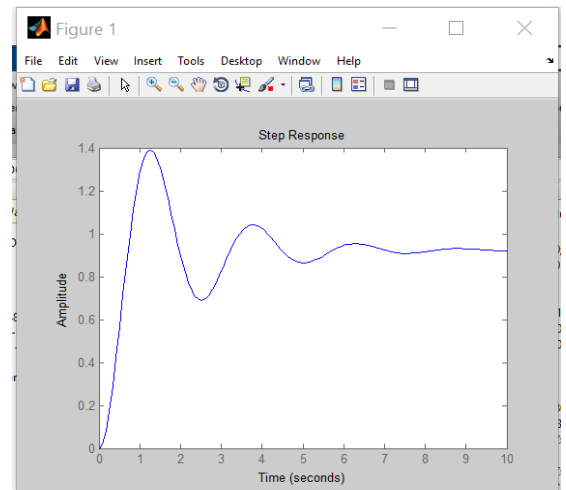 Figure 1
File Edit View Insert Tools Desktop Window Help
Step Response
1.4
1.2
1
0.8
0.6
0.4
0.2
0
Amplitude
0 1 2 3 4 5 6 7 8 9 10
Time (seconds)